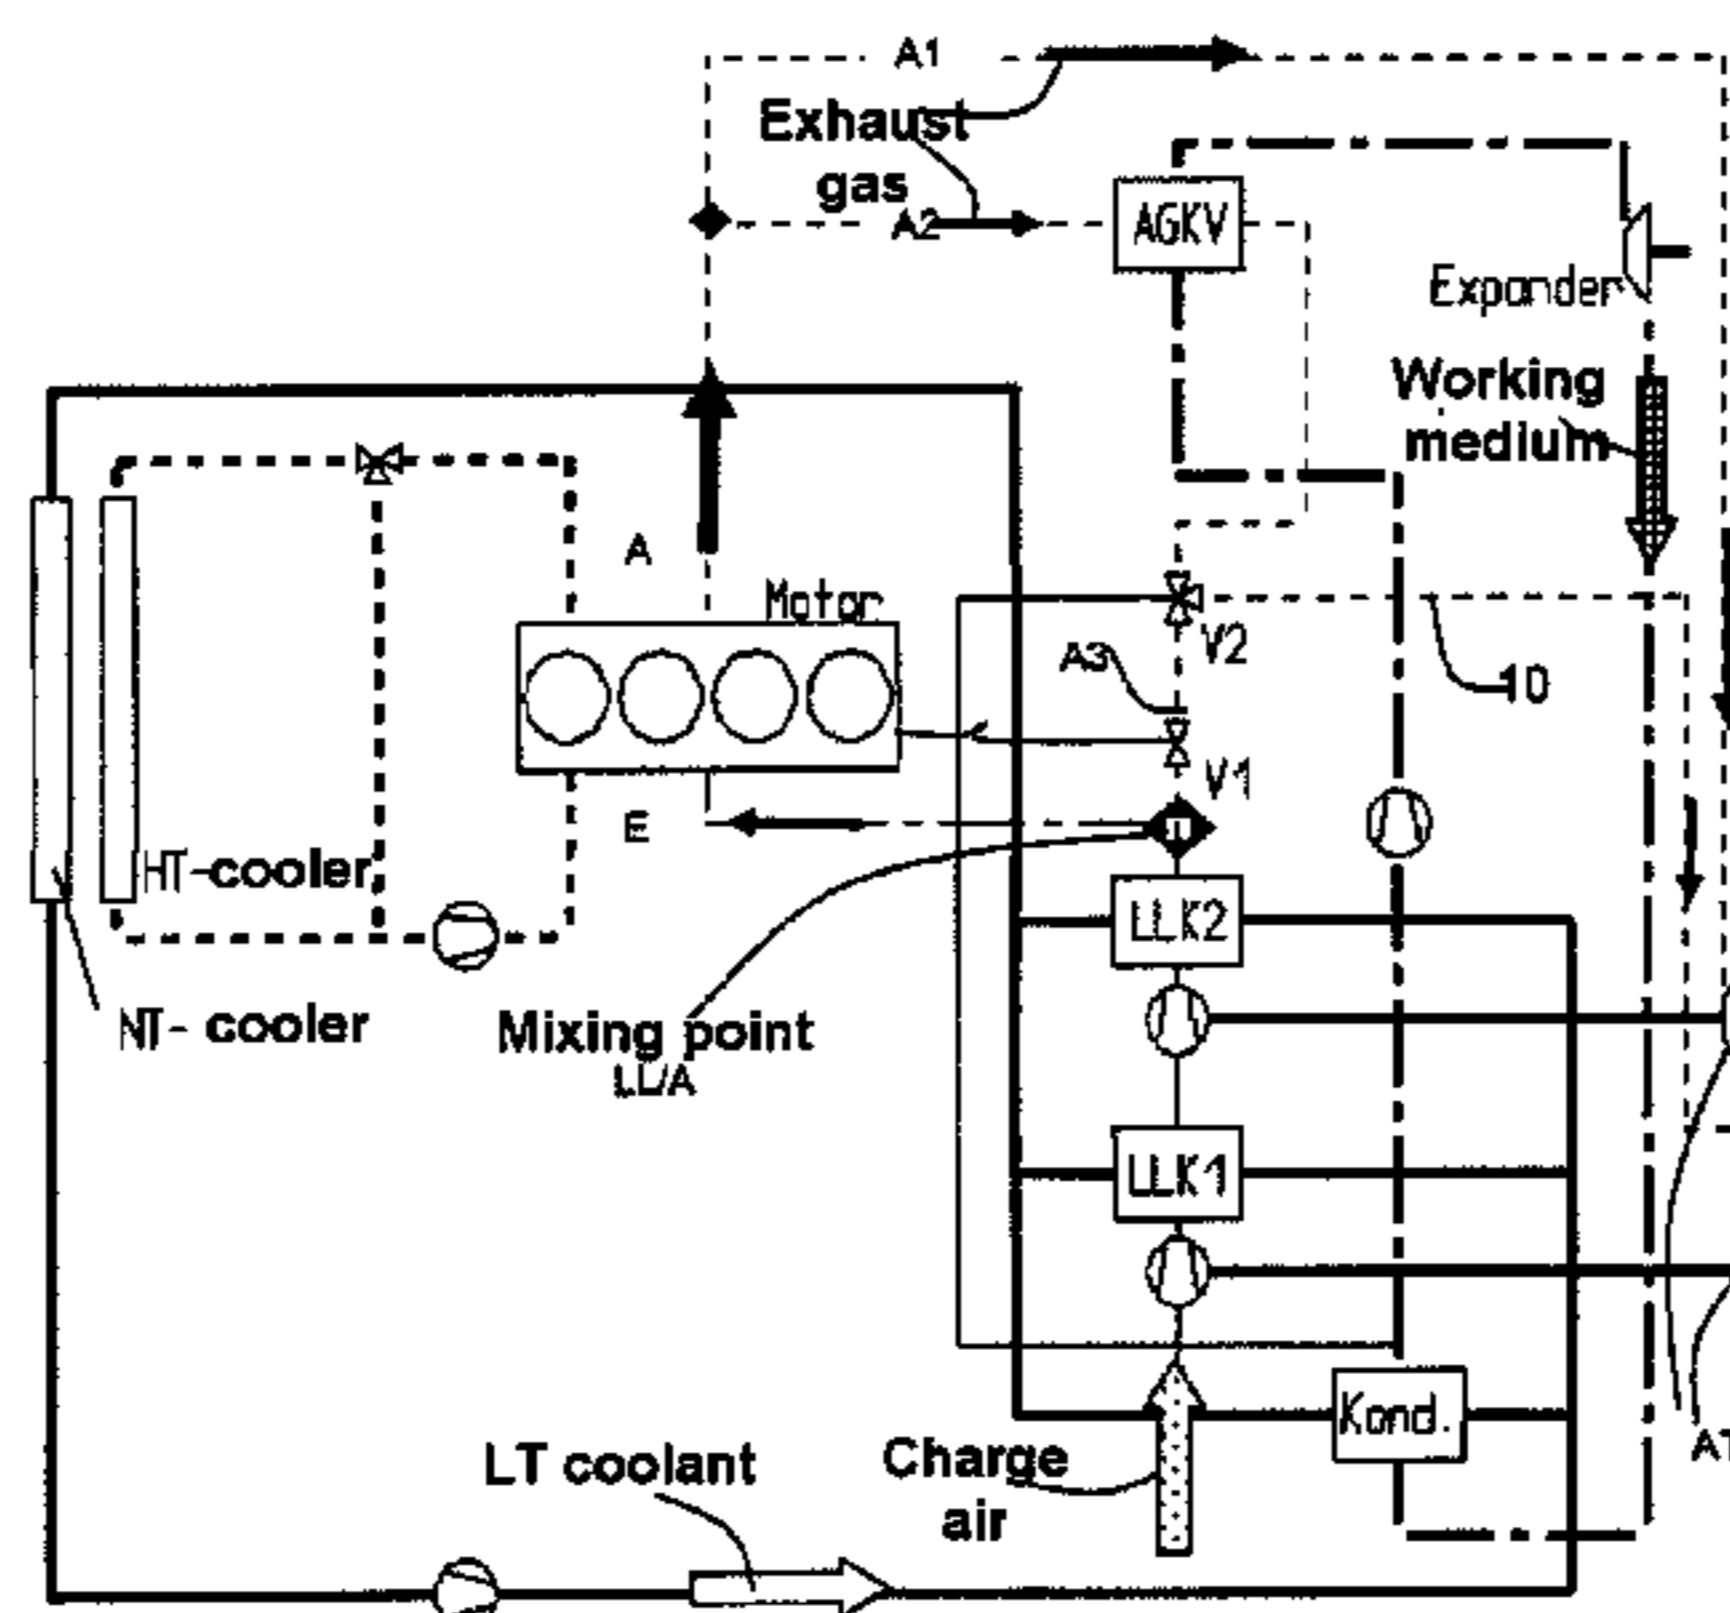 A1
Exhaust
gas
A2
AGKV
Expander
Working
medium
A
Motor
V2
A3
10
V1
E
HT-cooler
LLK2
NT- cooler
Mixing point
LL/A
LLK1
Kond.
AT
Charge
air
LT coolant